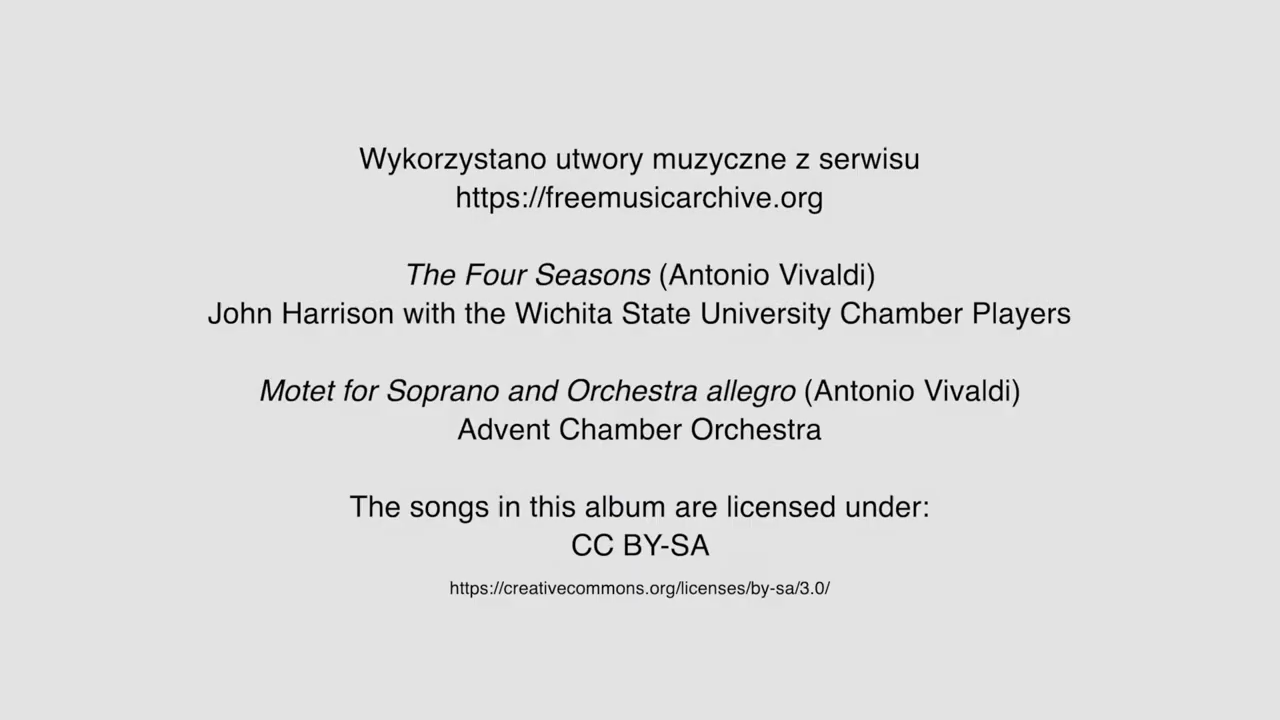 Wykorzystano utwory muzyczne z serwisu
https://freemusicarchive.org
The Four Seasons (Antonio Vivaldi)
John Harrison with the Wichita State University Chamber Players
Motet for Soprano and Orchestra allegro (Antonio Vivaldi)
Advent Chamber Orchestra
The songs in this album are licensed under:
CC BY-SA
https://creativecommons.org/licenses/by-sa/3.0/